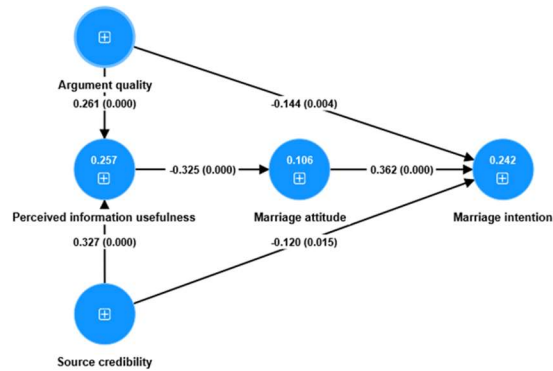 Argument quality
0.261 (0.000)
-0.144 (0.004)
0.257
-0.325 (0.000)
0.106
0.362 (0.000)
0.242
Perceived information usefulness
Marriage attitude
Marriage intention
0.327 (0.000)
-0.120 (0.015)
Source credibility